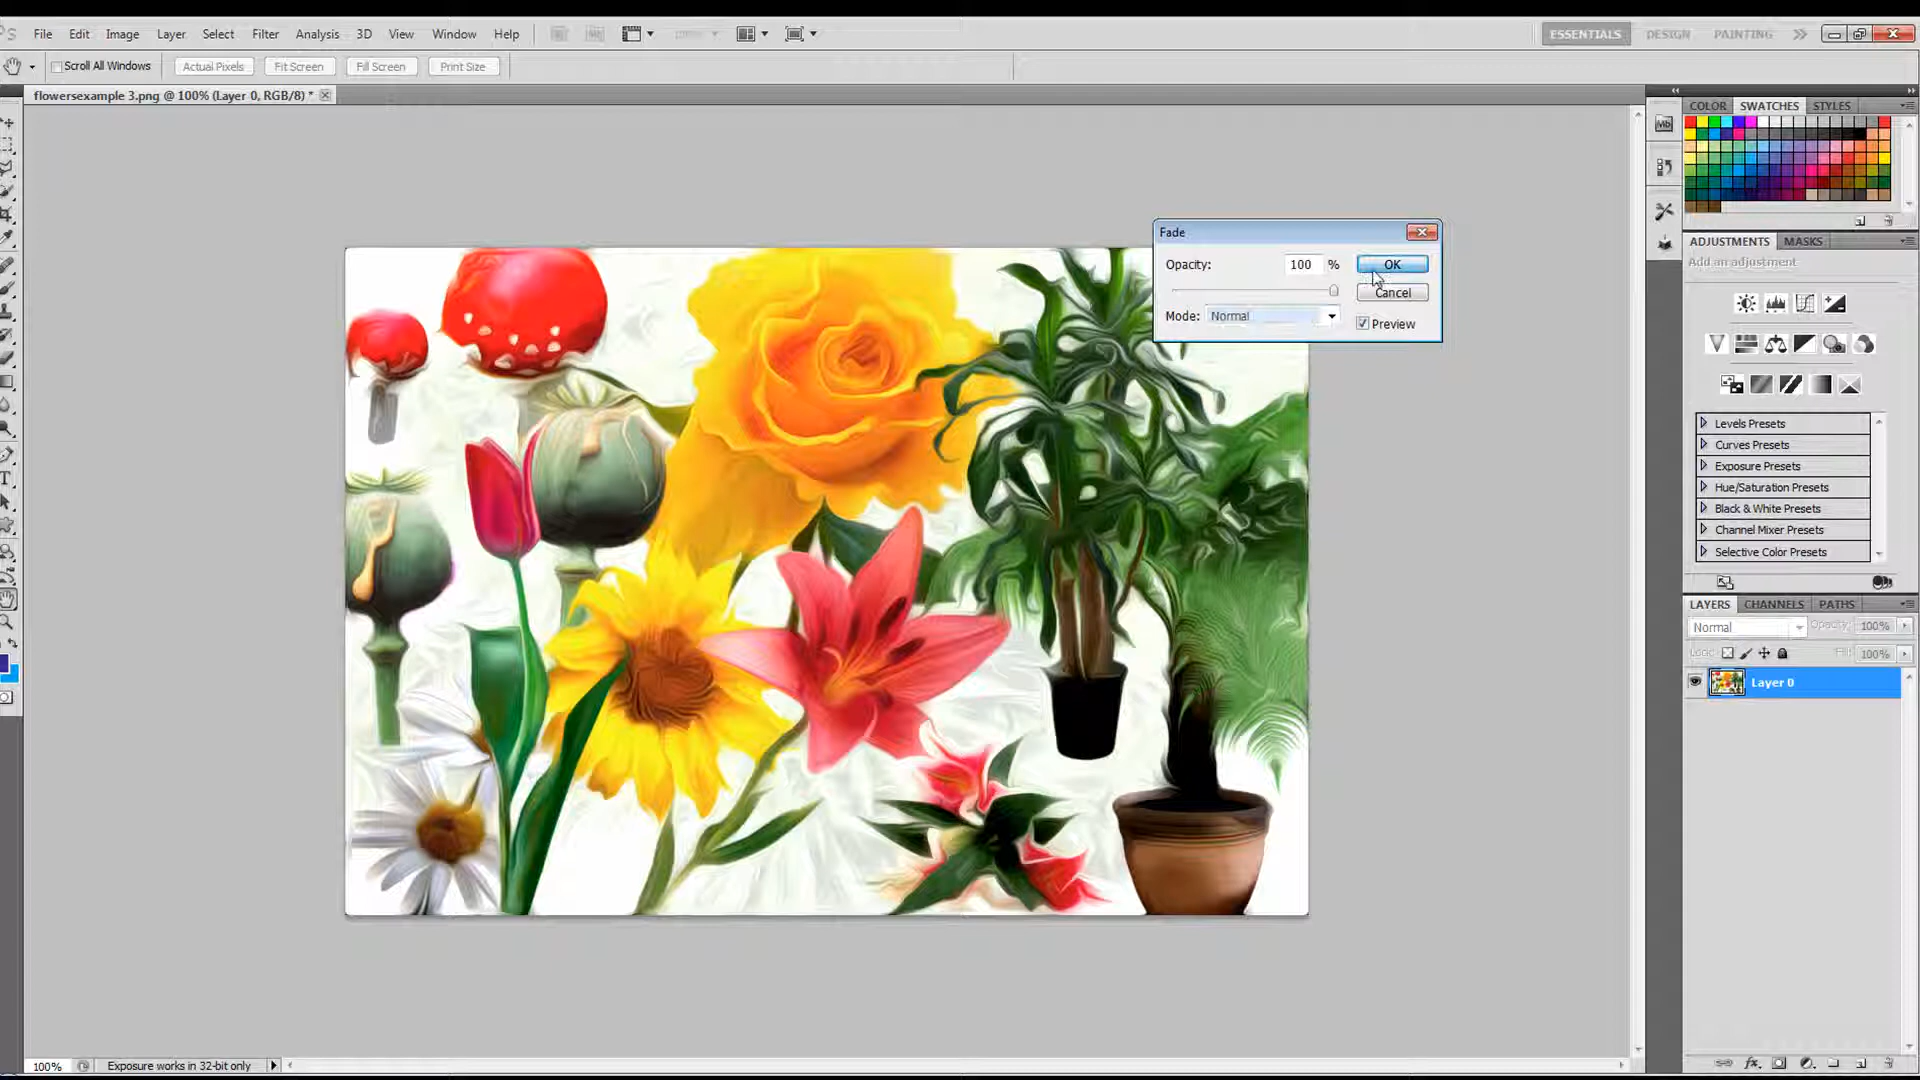 File Edit Image Layer Select Filter Analysis 3D View Window Help
ESSENTIALS DESIGN PAINTING
Scroll All Windows Actual Pixels Fit Screen Fill Screen Print Size
flowersexample 3.png @ 100% (Layer 0, RGB/8) *
COLOR SWATCHES STYLES
Mb
Fade
Opacity: 100 % OK
Cancel
Mode: Normal
Preview
ADJUSTMENTS MASKS
Add an adjustment
Levels Presets
Curves Presets
Exposure Presets
Hue/Saturation Presets
Black & White Presets
Channel Mixer Presets
Selective Color Presets
LAYERS CHANNELS PATHS
Normal Opacity: 100%
Lock: Fill: 100%
Layer 0
100% Exposure works in 32-bit only